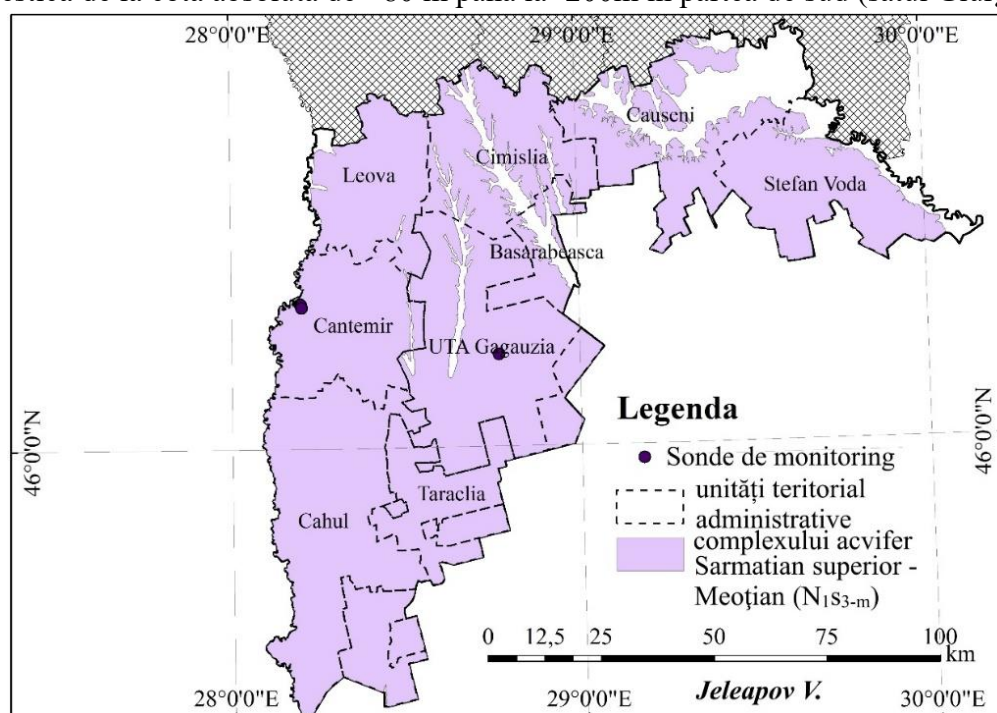 28°0'0"E 29°0'0"E 30°0'0"E
Causeni
Cimislia
Leova
Stefan Voda
Basarabeasca
Cantemir
UTA Gagauzia
46°0'0"N
46°0'0"N
Legenda
Sonde de monitoring
unități teritorial
administrative
complexului acvifer
Sarmatian superior -
Meoţian (N₁s₃₋ₘ)
Taraclia
Cahul
0 12,5 25 50 75 100
km
28°0'0"E 29°0'0"E 30°0'0"E
Jeleapov V.